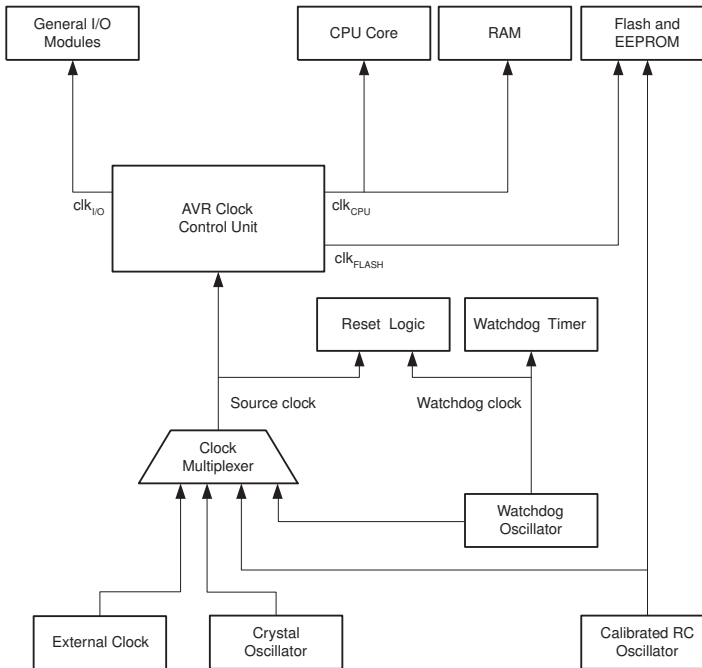 General I/O
Modules
CPU Core
RAM
Flash and
EEPROM
clkI/O
AVR Clock
Control Unit
clkCPU
clkFLASH
Reset Logic
Watchdog Timer
Source clock
Watchdog clock
Clock
Multiplexer
Watchdog
Oscillator
External Clock
Crystal
Oscillator
Calibrated RC
Oscillator